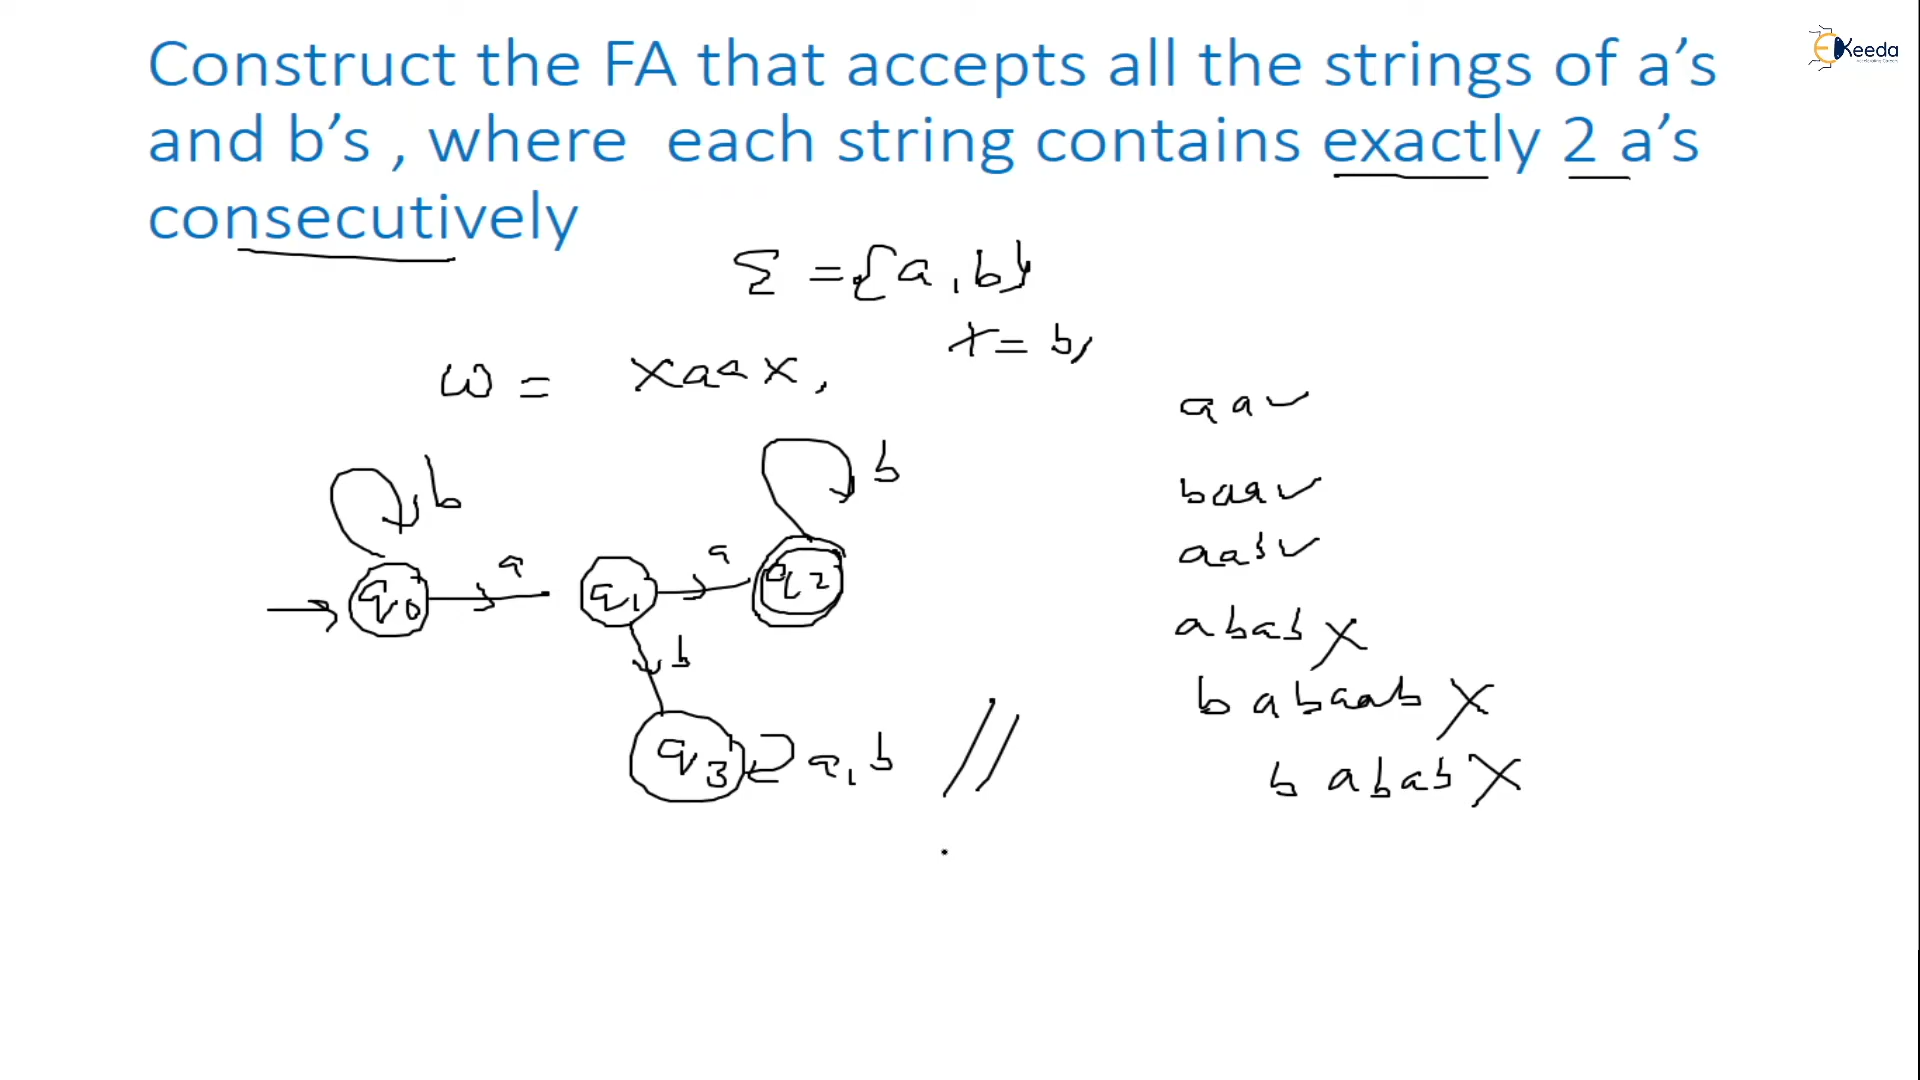 Construct the FA that accepts all the strings of a’s
and b’s , where each string contains exactly 2 a’s
consecutively
Keeda
Σ = {a,b}
x = b,
ω = xaax,
aa✓
baa✓
aab✓
abab X
babaab X
babab X
b
b
a
a
q0
q1
q2
b
q3
a,b